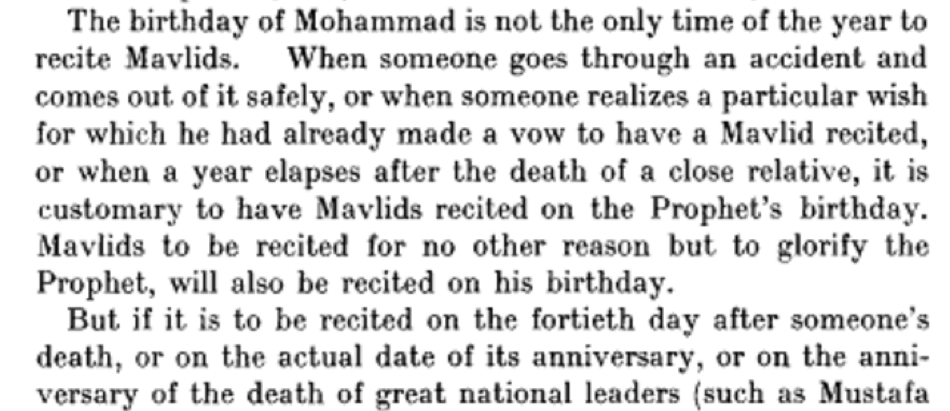 The birthday of Mohammad is not the only time of the year to
recite Mavlids. When someone goes through an accident and
comes out of it safely, or when someone realizes a particular wish
for which he had already made a vow to have a Mavlid recited,
or when a year elapses after the death of a close relative, it is
customary to have Mavlids recited on the Prophet's birthday.
Mavlids to be recited for no other reason but to glorify the
Prophet, will also be recited on his birthday.
But if it is to be recited on the fortieth day after someone's
death, or on the actual date of its anniversary, or on the anni-
versary of the death of great national leaders (such as Mustafa